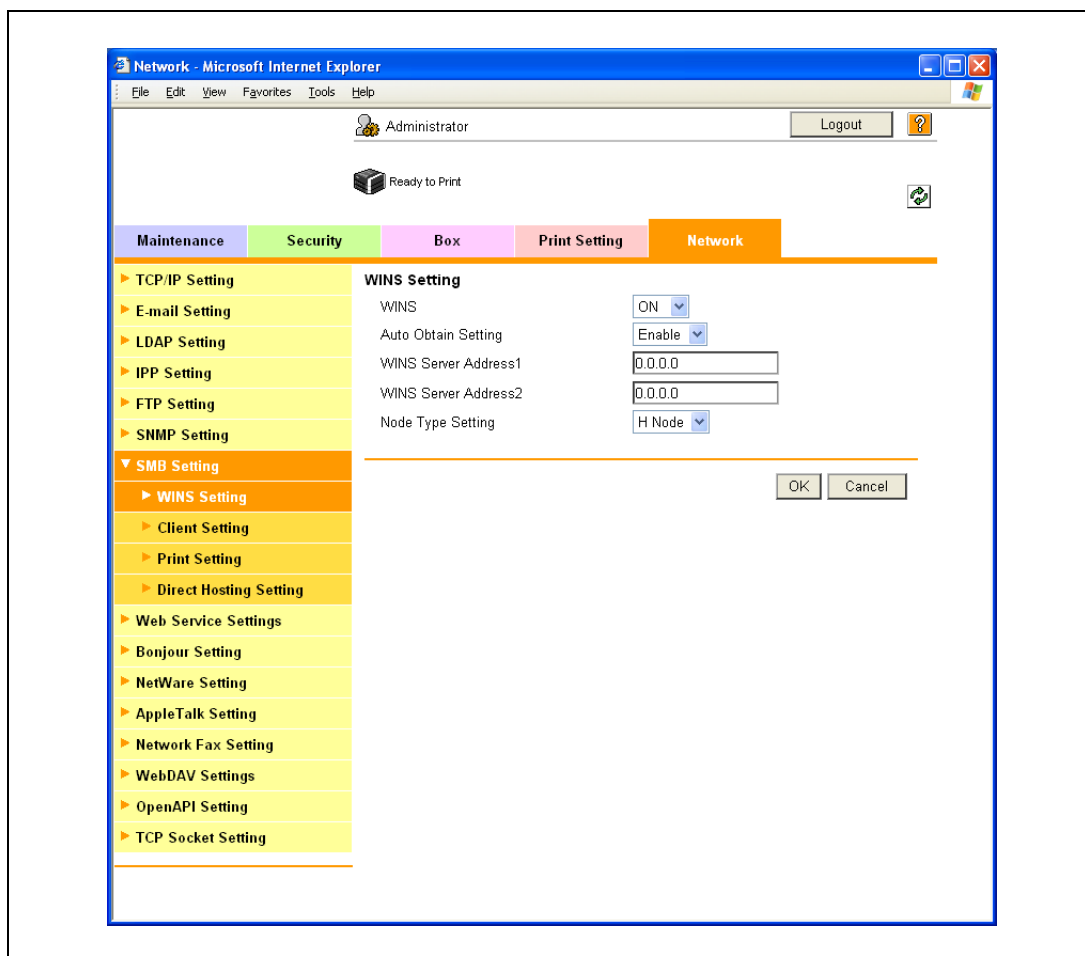 Network - Microsoft Internet Explorer
File Edit View Favorites Tools Help
Administrator Logout ?
Ready to Print
Maintenance Security Box Print Setting Network
TCP/IP Setting
E-mail Setting
LDAP Setting
IPP Setting
FTP Setting
SNMP Setting
SMB Setting
WINS Setting
Client Setting
Print Setting
Direct Hosting Setting
Web Service Settings
Bonjour Setting
NetWare Setting
AppleTalk Setting
Network Fax Setting
WebDAV Settings
OpenAPI Setting
TCP Socket Setting
WINS Setting
WINS ON
Auto Obtain Setting Enable
WINS Server Address1 0.0.0.0
WINS Server Address2 0.0.0.0
Node Type Setting H Node
OK Cancel